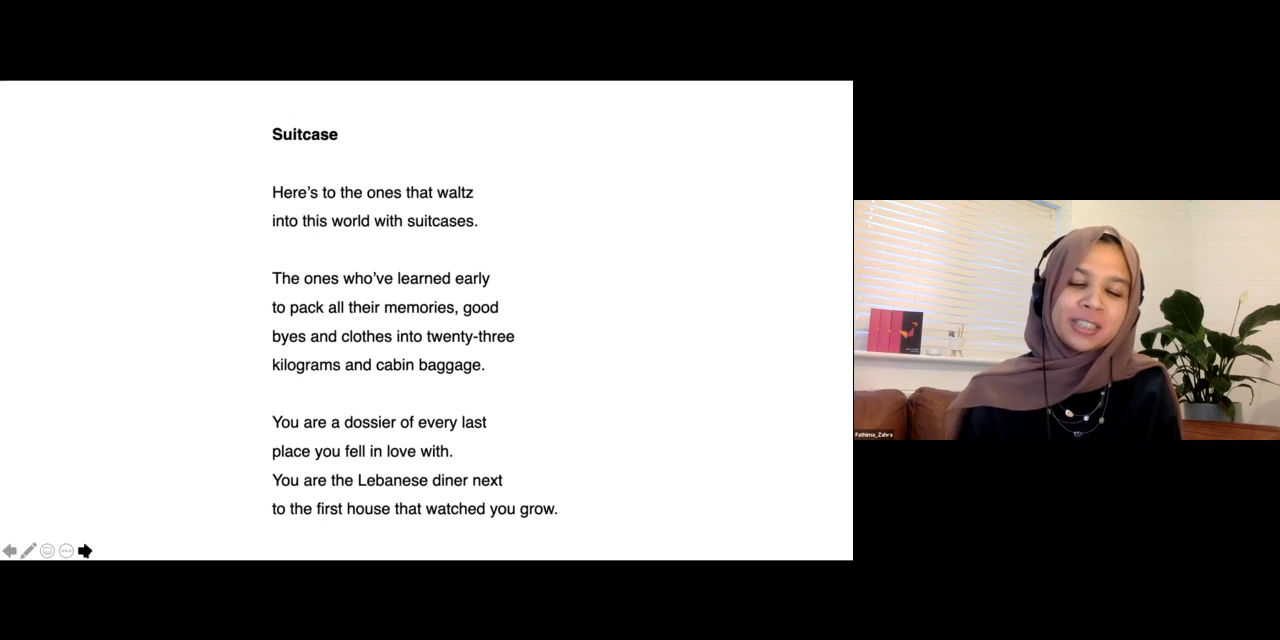 Suitcase
Here’s to the ones that waltz
into this world with suitcases.
The ones who’ve learned early
to pack all their memories, good
byes and clothes into twenty-three
kilograms and cabin baggage.
You are a dossier of every last
place you fell in love with.
You are the Lebanese diner next
to the first house that watched you grow.
Fathima_Zahra